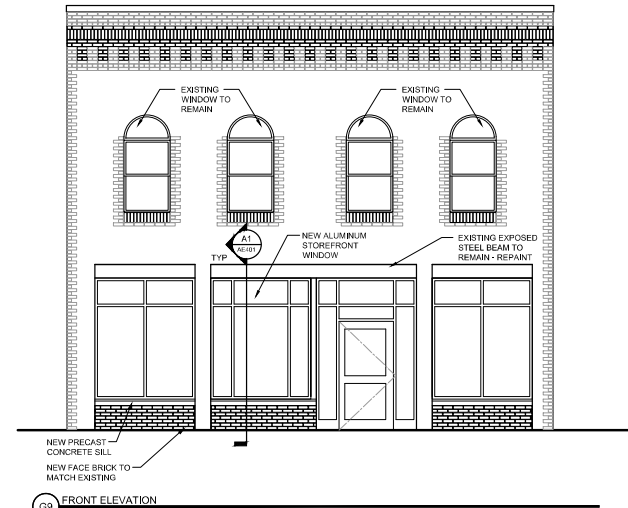 EXISTING
WINDOW TO
REMAIN
EXISTING
WINDOW TO
REMAIN
A1
AE401
TYP
NEW ALUMINUM
STOREFRONT
WINDOW
EXISTING EXPOSED
STEEL BEAM TO
REMAIN - REPAINT
NEW PRECAST
CONCRETE SILL
NEW FACE BRICK TO
MATCH EXISTING
G9 FRONT ELEVATION